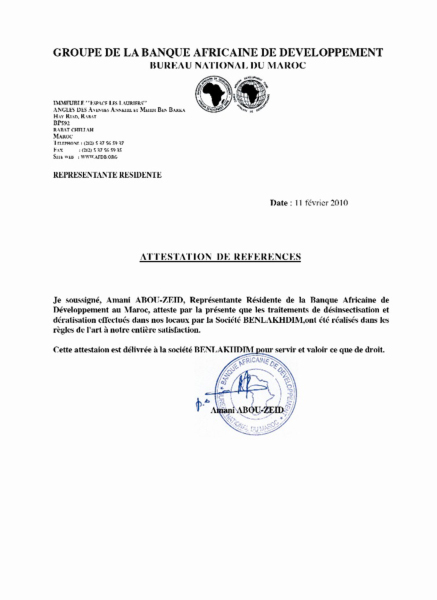 GROUPE DE LA BANQUE AFRICAINE DE DEVELOPPEMENT
BUREAU NATIONAL DU MAROC
IMMEUBLE "ESPACE LES LAURIERS"
ANGLES DES AVENUES ANNAKHIL ET MEHDI BEN BARKA
HAY RIAD, RABAT
BP192
RABAT CHELLAH
MAROC
TELEPHONE : (212) 5 37 56 59 37
FAX : (212) 5 37 56 59 35
SITE WEB : WWW.AFDB.ORG
REPRESENTANTE RESIDENTE
Date : 11 février 2010
ATTESTATION DE REFERENCES
Je soussigné, Amani ABOU-ZEID, Représentante Résidente de la Banque Africaine de
Développement au Maroc, atteste par la présente que les traitements de désinsectisation et
dératisation effectués dans nos locaux par la Société BENLAKHDIM,ont été réalisés dans les
règles de l'art à notre entière satisfaction.
Cette attestaion est délivrée à la société BENLAKHDIM pour servir et valoir ce que de droit.
BANQUE AFRICAINE DE DEVELOPPEMENT
Amani ABOU-ZEID
BUREAU NATIONAL DU MAROC